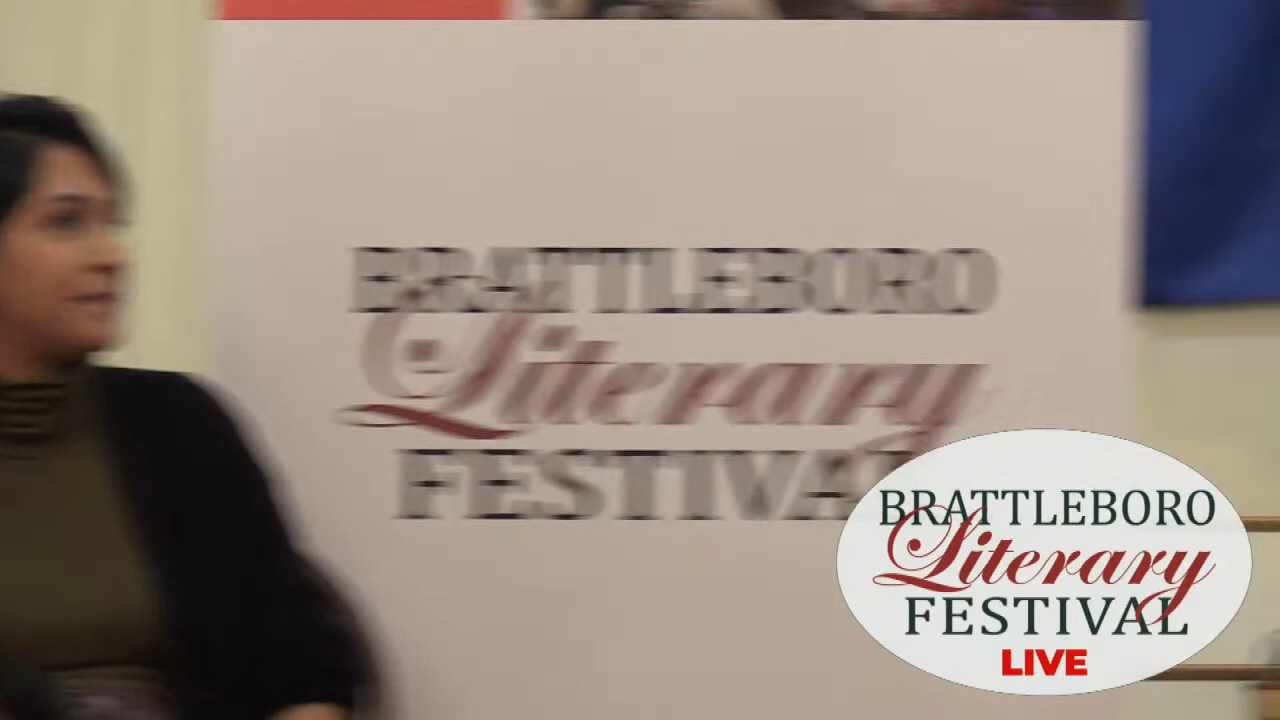 BRATTLEBORO
Literary
FESTIVAL
BRATTLEBORO
Literary
FESTIVAL
LIVE